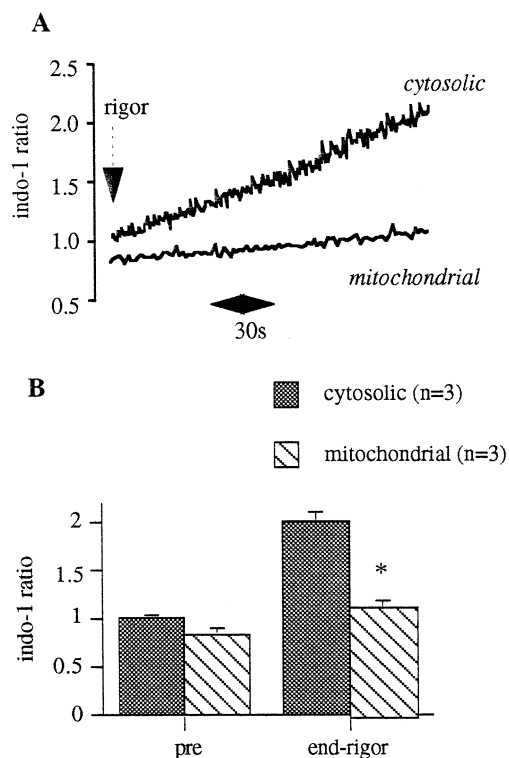 A
2.5
2.0
1.5
1.0
0.5
indo-1 ratio
rigor
cytosolic
mitochondrial
30s
B
cytosolic (n=3)
mitochondrial (n=3)
2
1.5
1
0.5
0
indo-1 ratio
*
pre
end-rigor